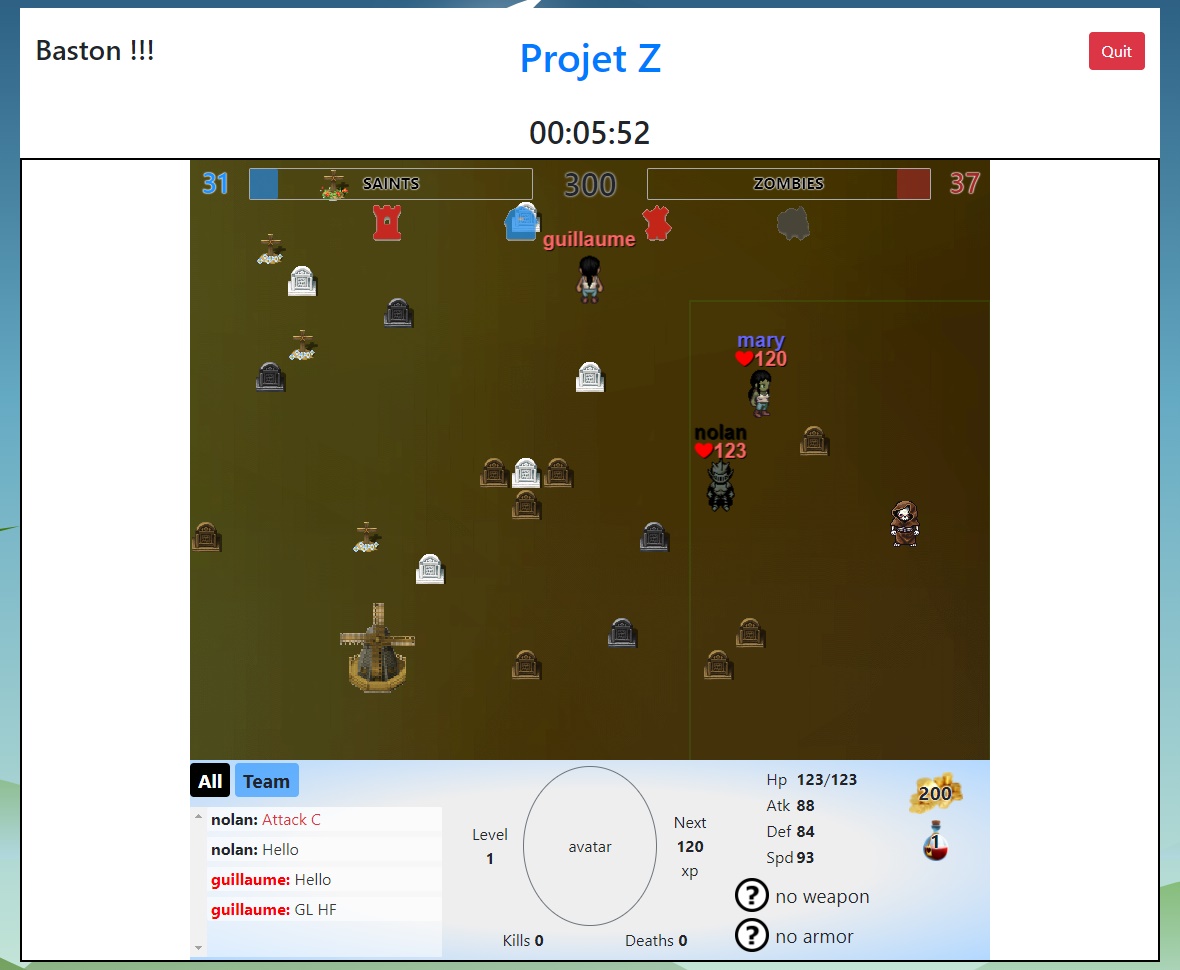 Baston !!!
Projet Z
Quit
00:05:52
31 SAINTS 300 ZOMBIES 37
guillaume
mary
120
nolan
123
All Team
nolan: Attack C
nolan: Hello
guillaume: Hello
guillaume: GL HF
Level
1
avatar
Next
120
xp
Kills 0
Deaths 0
Hp 123/123
Atk 88
Def 84
Spd 93
200
1
? no weapon
? no armor